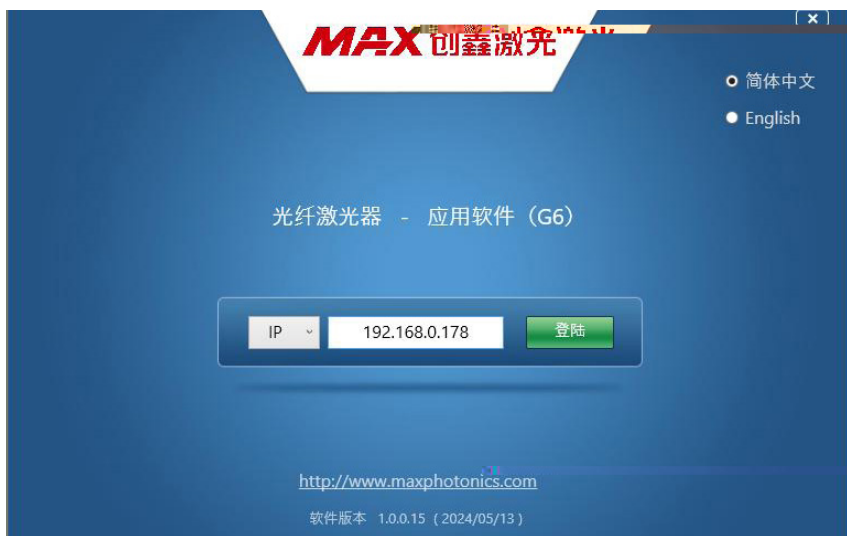 MAX 创鑫激光
简体中文
English
光纤激光器 - 应用软件（G6）
IP 192.168.0.178 登陆
http://www.maxphotonics.com
软件版本 1.0.0.15 ( 2024/05/13 )